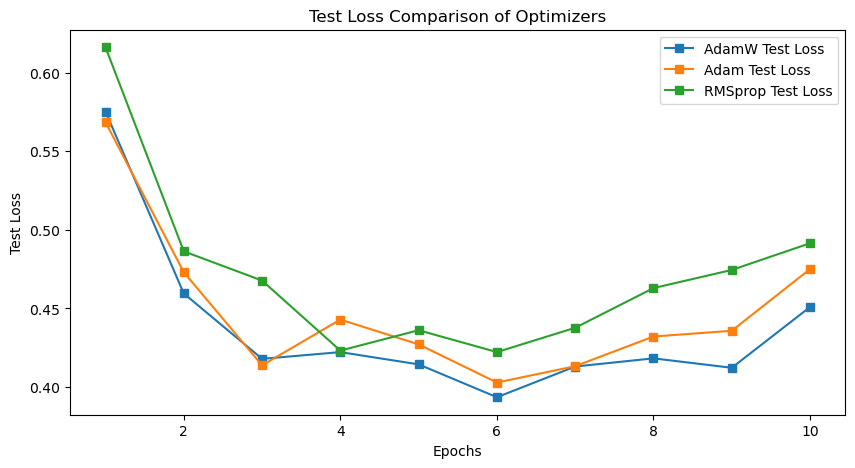 Test Loss Comparison of Optimizers
AdamW Test Loss
Adam Test Loss
RMSprop Test Loss
Test Loss
0.60
0.55
0.50
0.45
0.40
2
4
6
8
10
Epochs